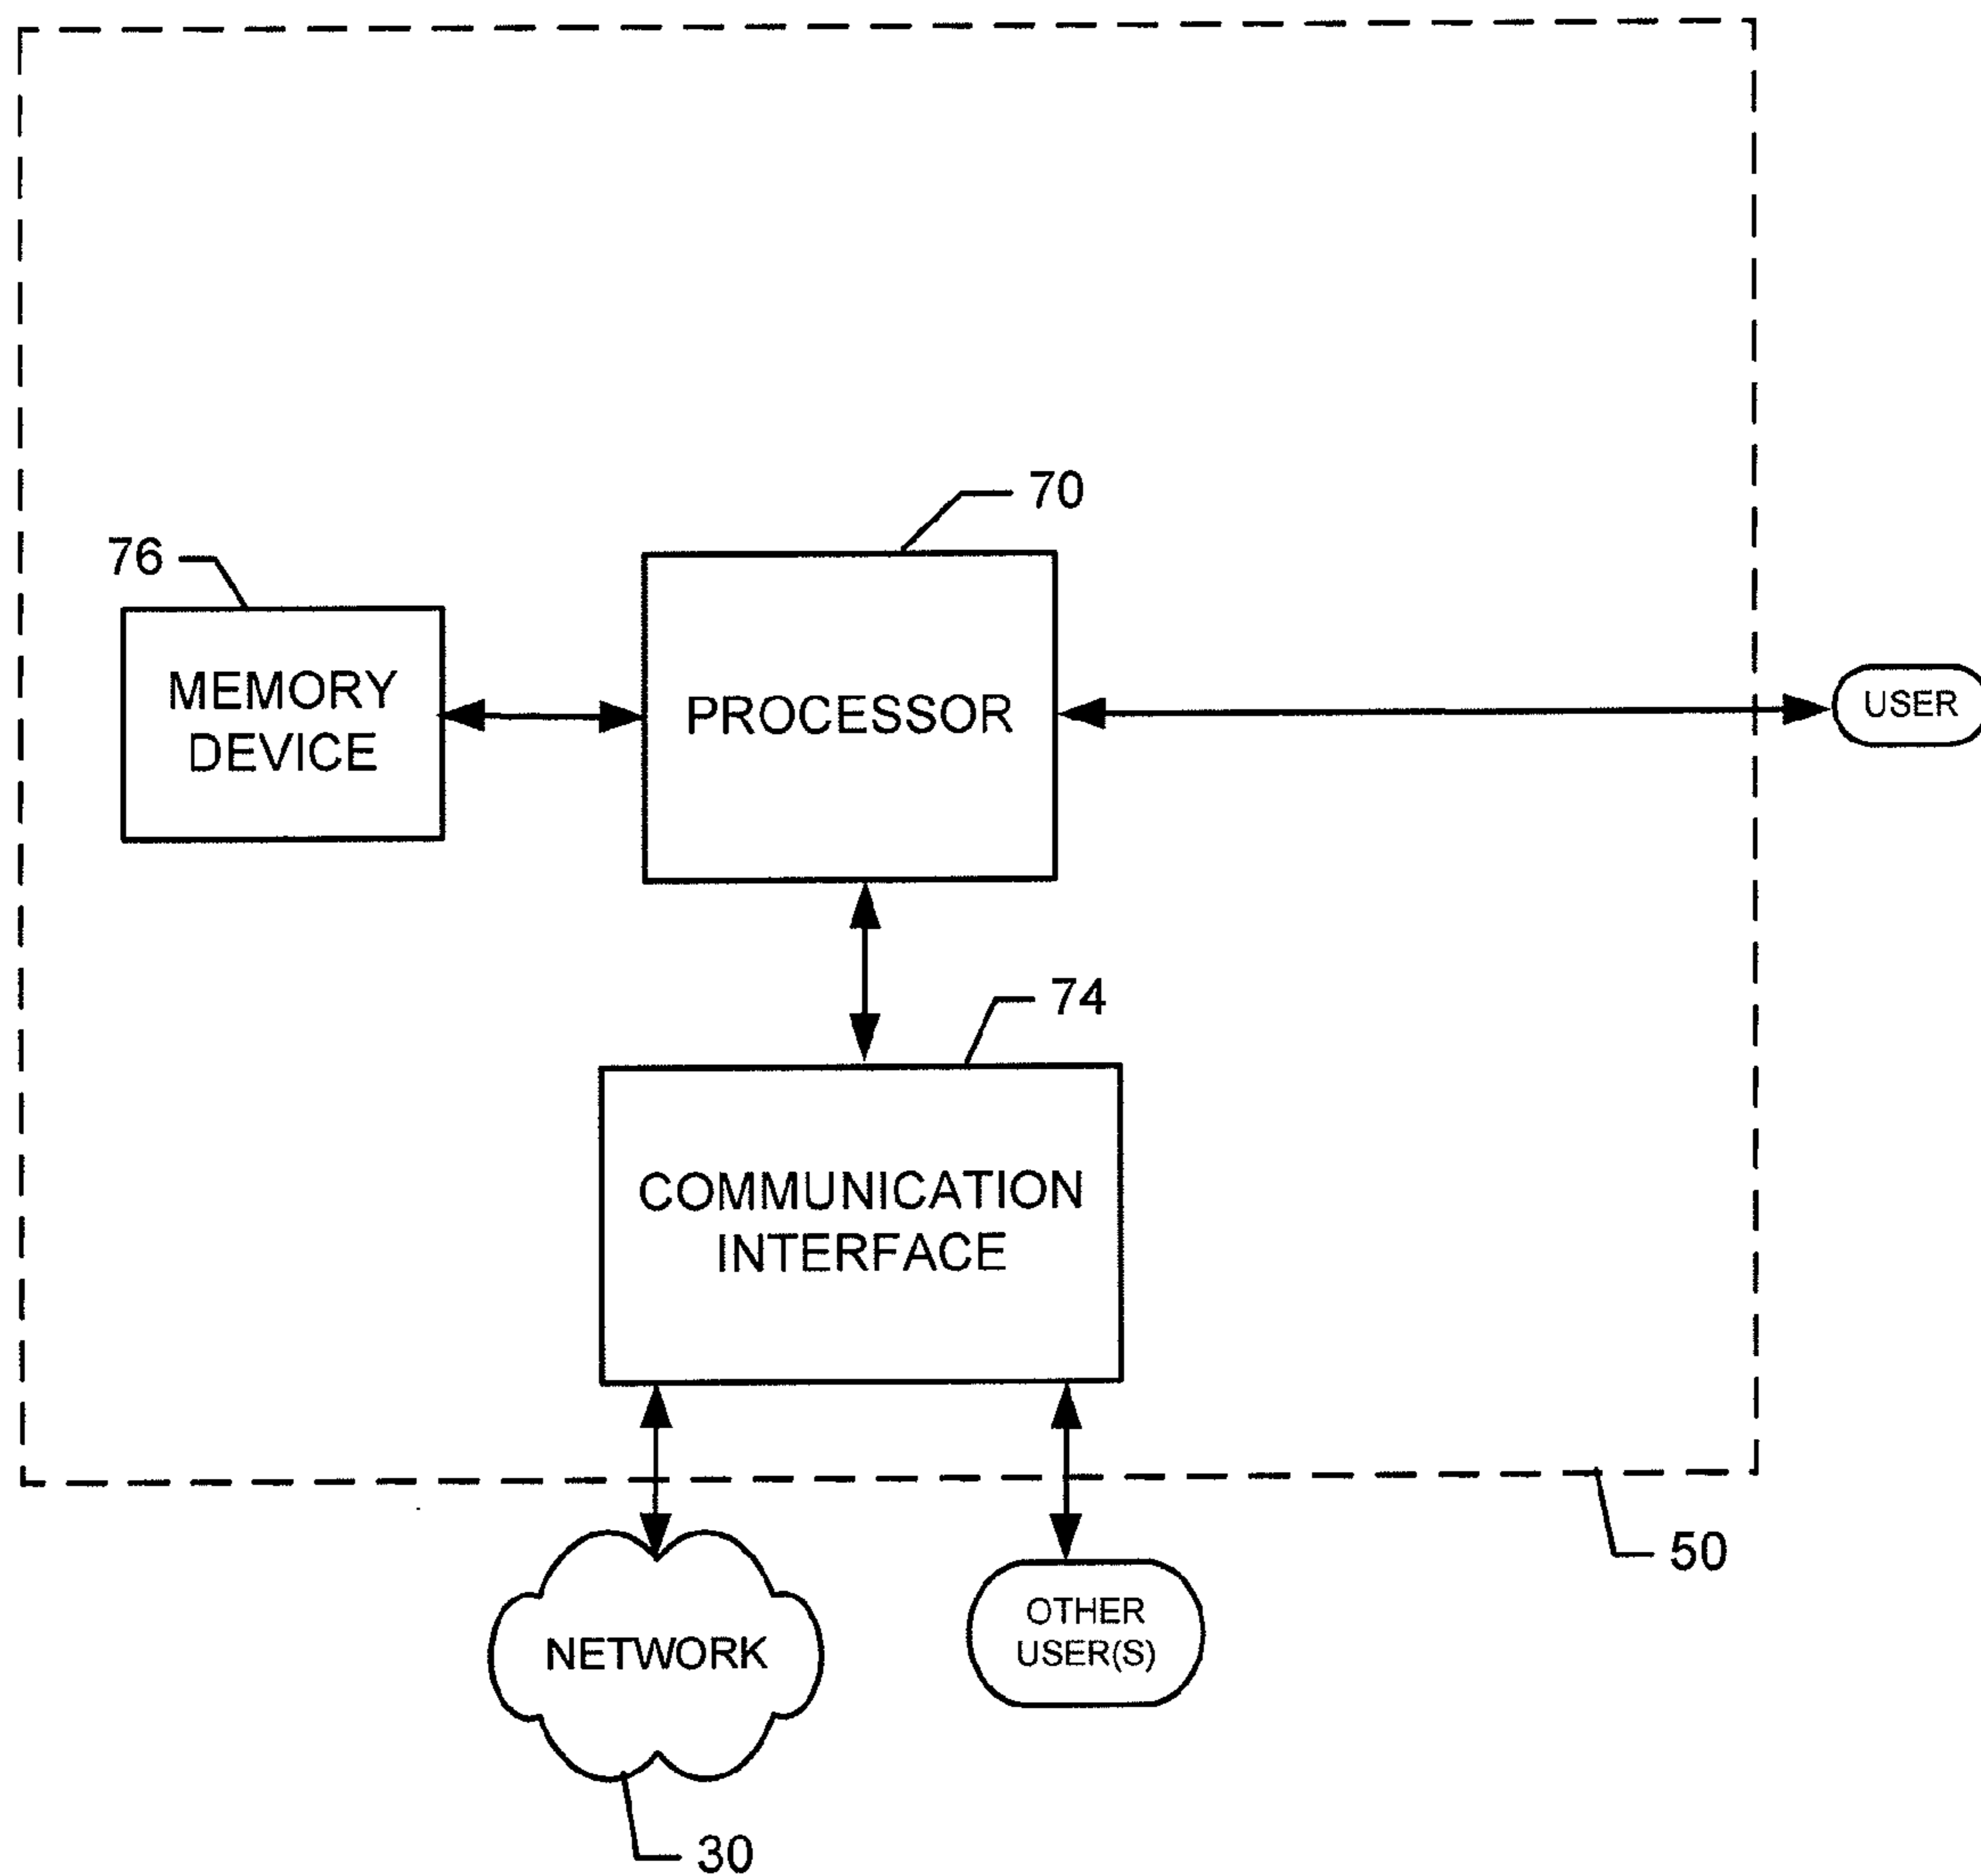 70
76
MEMORY
DEVICE
PROCESSOR
USER
74
COMMUNICATION
INTERFACE
50
NETWORK
OTHER
USER(S)
30